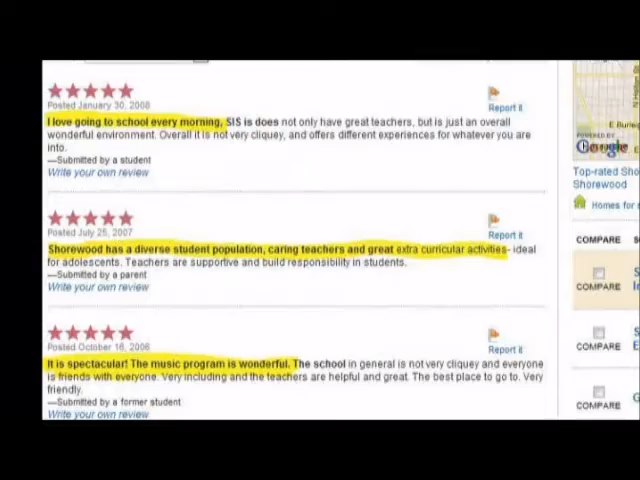 Posted January 30, 2008
Report it
I love going to school every morning, SIS is does not only have great teachers, but is just an overall
wonderful environment. Overall it is not very cliquey, and offers different experiences for whatever you are
into.
—Submitted by a student
Write your own review
Posted July 25, 2007
Report it
Shorewood has a diverse student population, caring teachers and great extra curricular activities- ideal
for adolescents. Teachers are supportive and build responsibility in students.
—Submitted by a parent
Write your own review
Posted October 16, 2006
Report it
It is spectacular! The music program is wonderful. The school in general is not very cliquey and everyone
is friends with everyone. Very including and the teachers are helpful and great. The best place to go to. Very
friendly.
—Submitted by a former student
Write your own review
POWERED BY
Google
Top-rated Sho
Shorewood
Homes for
COMPARE
COMPARE
COMPARE
COMPARE